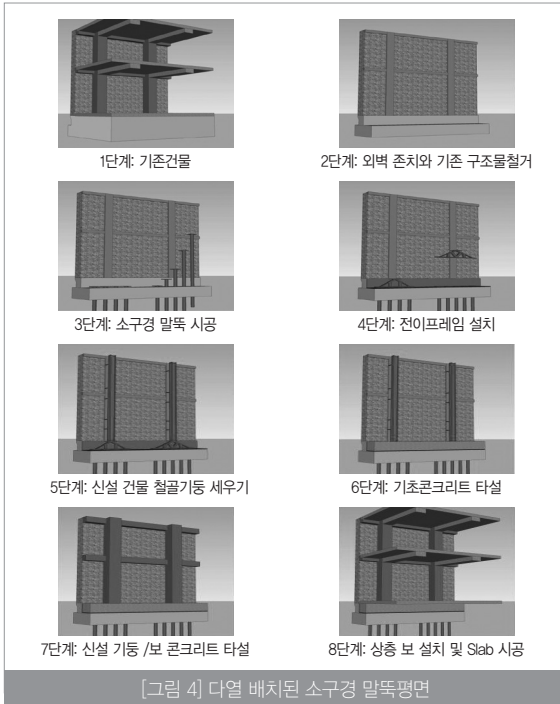 1단계: 기존건물
2단계: 외벽 존치와 기존 구조물철거
3단계: 소구경 말뚝 시공
4단계: 전이프레임 설치
5단계: 신설 건물 철골기둥 세우기
6단계: 기초콘크리트 타설
7단계: 신설 기둥 /보 콘크리트 타설
8단계: 상층 보 설치 및 Slab 시공
[그림 4] 다열 배치된 소구경 말뚝평면